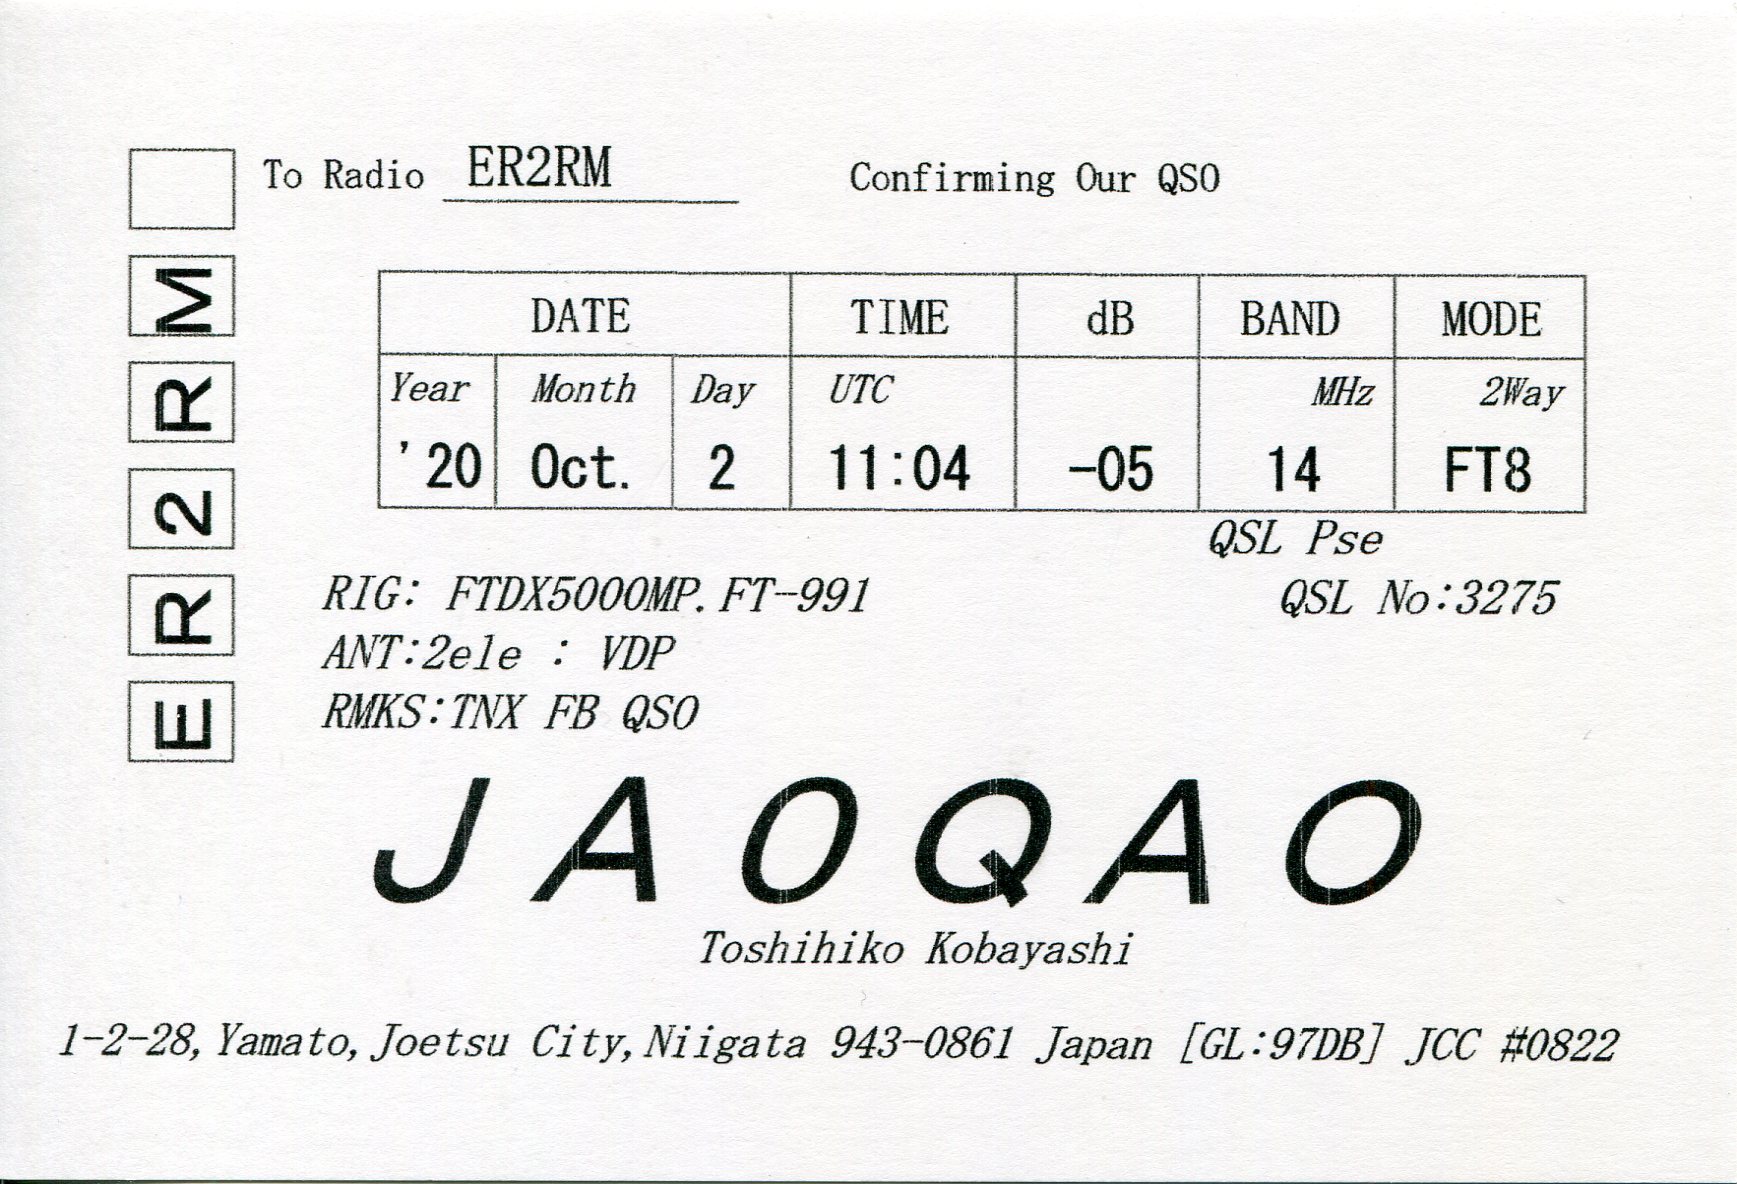 To Radio ER2RM Confirming Our QSO
ER2RM
DATE TIME dB BAND MODE
Year Month Day UTC MHz 2Way
'20 Oct. 2 11:04 -05 14 FT8
QSL Pse
RIG: FTDX5000MP.FT-991 QSL No:3275
ANT:2ele : VDP
RMKS:TNX FB QSO
JA0QAO
Toshihiko Kobayashi
1-2-28,Yamato,Joetsu City,Niigata 943-0861 Japan [GL:97DB] JCC #0822